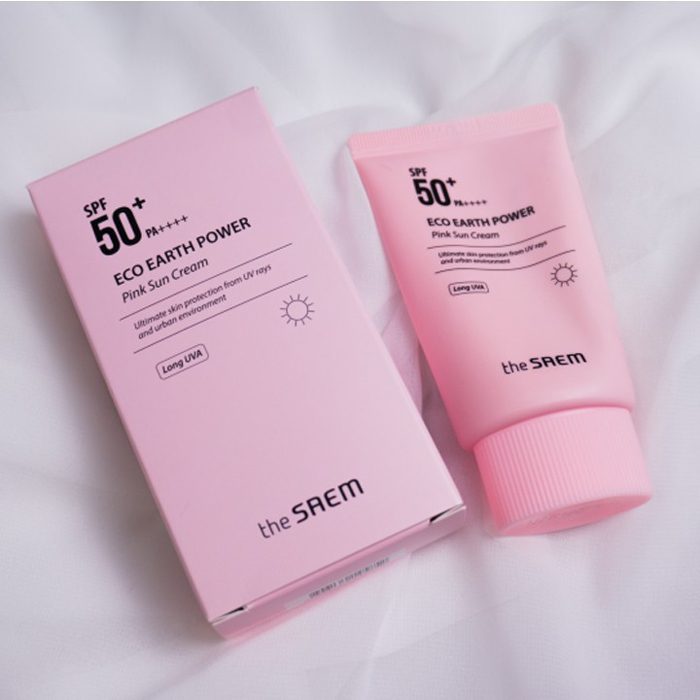 SPF
50+
PA++++
ECO EARTH POWER
Pink Sun Cream
Ultimate skin protection from UV rays
and urban environment
Long UVA
the SAEM
SPF
50+
PA++++
ECO EARTH POWER
Pink Sun Cream
Ultimate skin protection from UV rays
and urban environment
Long UVA
the SAEM